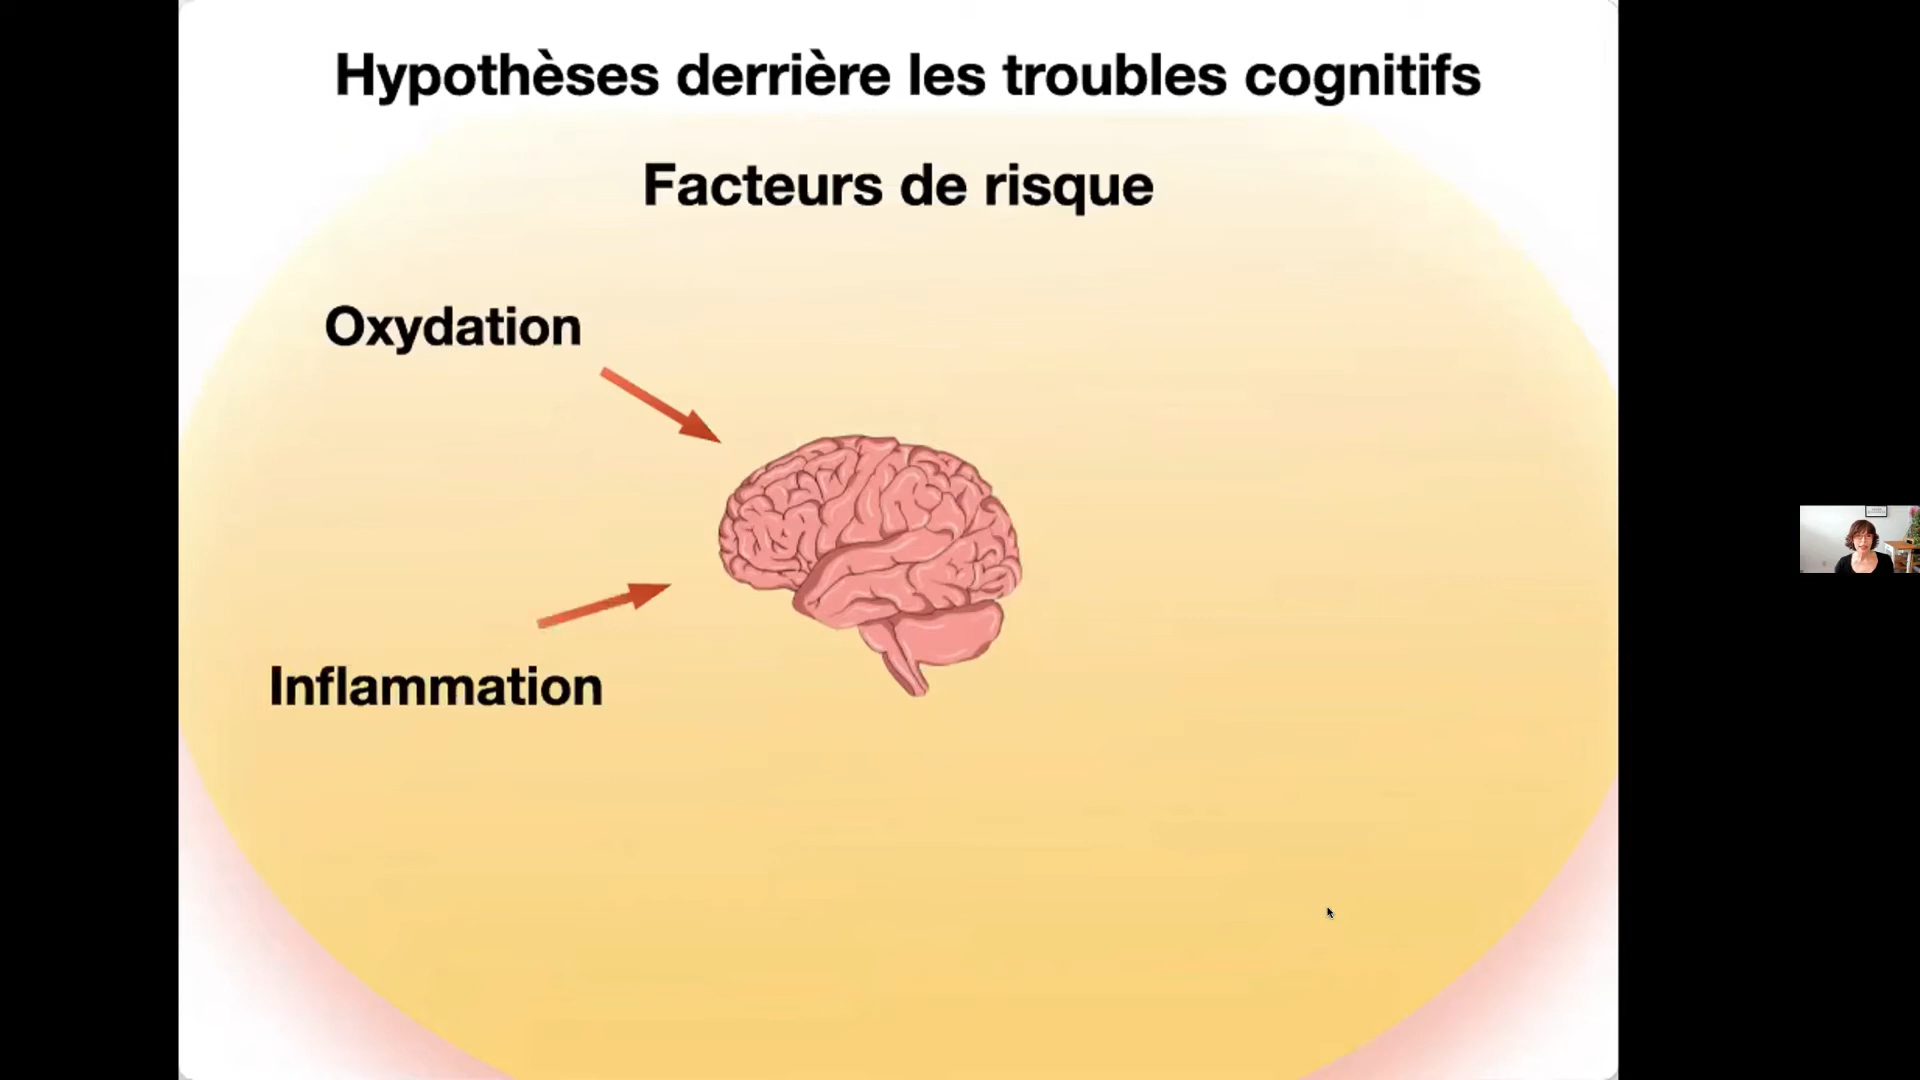 Hypothèses derrière les troubles cognitifs
Facteurs de risque
Oxydation
Inflammation